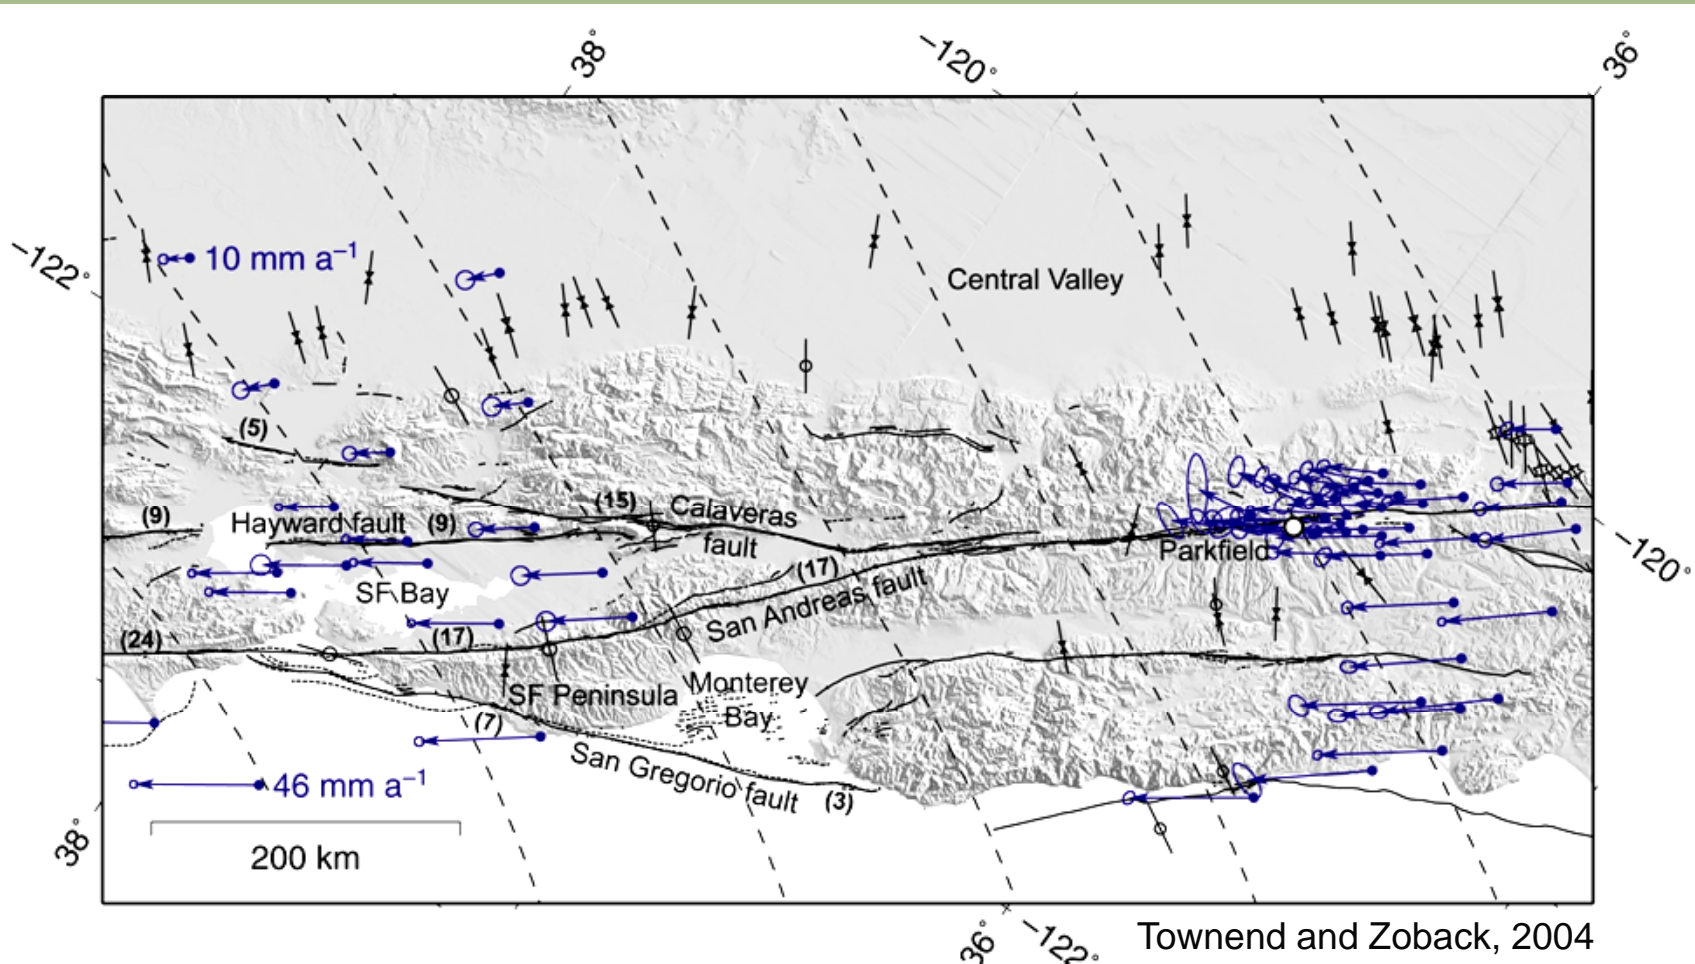 38°
−120°
36°
−122°
10 mm a−1
Central Valley
(5)
(15)
Calaveras
fault
(9)
Hayward fault
(9)
Parkfield
−120°
(17)
SF Bay
San Andreas fault
(24)
(17)
SF Peninsula
Monterey
Bay
(7)
San Gregorio fault
(3)
46 mm a−1
200 km
38°
36°
−122°
Townend and Zoback, 2004